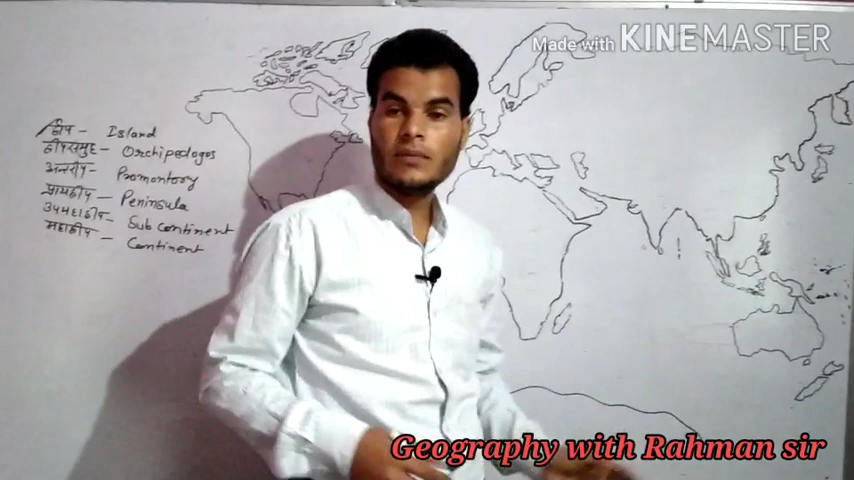 Made with KINEMASTER
द्वीप - Island
द्वीपसमुह - Orchipedogos
अन्तरीप - Promontory
प्रायद्वीप - Peninsula
उपमहाद्वीप - Sub continent
महाद्वीप - Continent
Geography with Rahman sir